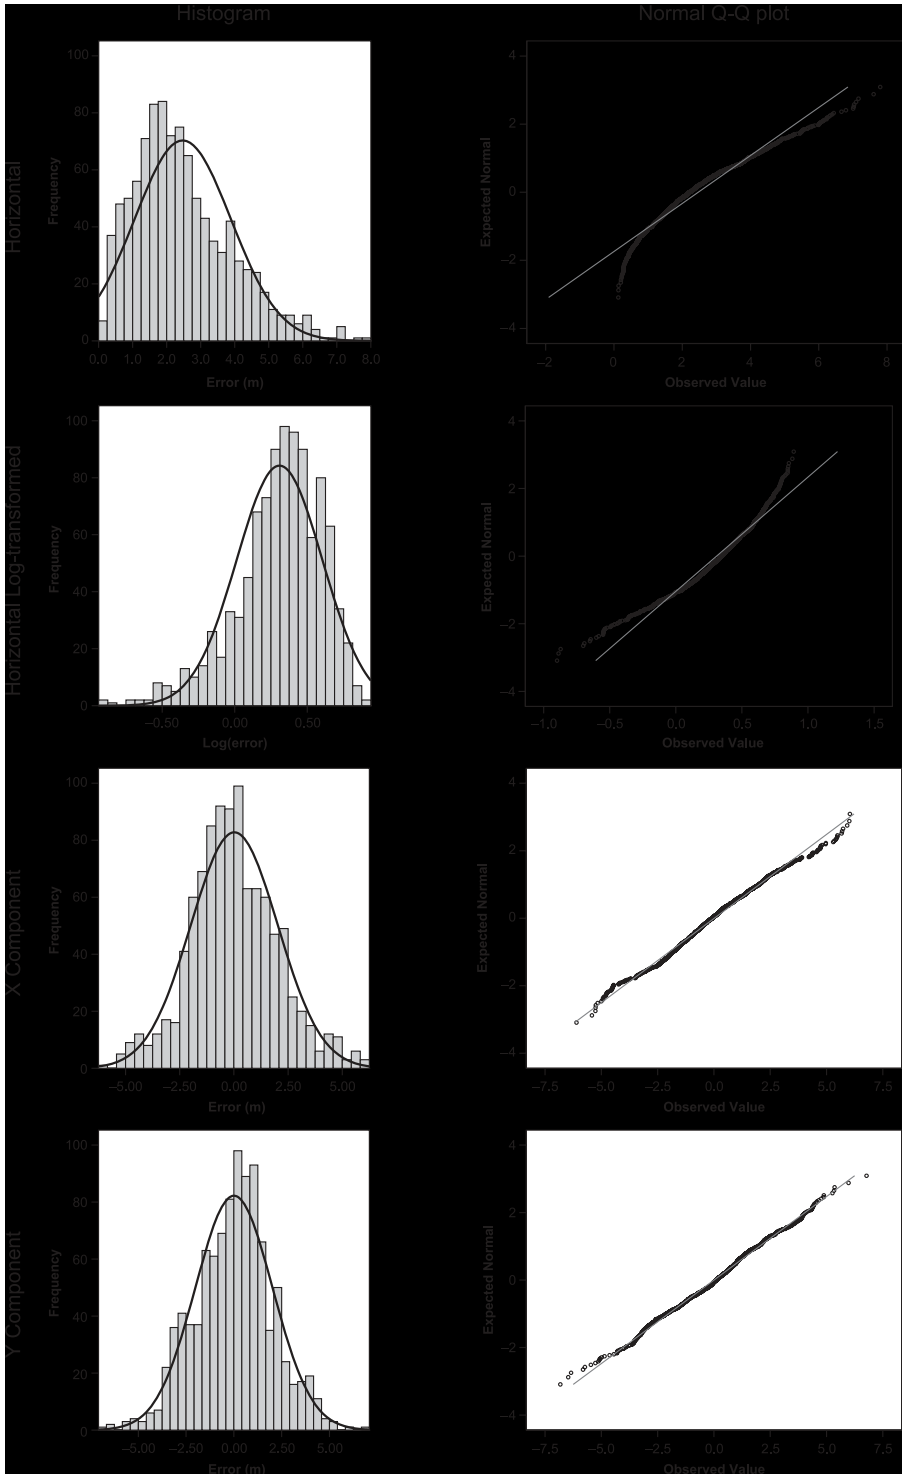 Histogram
Normal Q-Q plot
Horizontal
Frequency
100
80
60
40
20
0
0.0 1.0 2.0 3.0 4.0 5.0 6.0 7.0 8.0
Error (m)
Expected Normal
4
2
0
−2
−4
−2 0 2 4 6 8
Observed Value
Horizontal Log-transformed
Frequency
100
80
60
40
20
0
−0.50 0.00 0.50
Log(error)
Expected Normal
4
2
0
−2
−4
−1.0 −0.5 0.0 0.5 1.0 1.5
Observed Value
X Component
Frequency
100
80
60
40
20
0
−5.00 −2.50 0.00 2.50 5.00
Error (m)
Expected Normal
4
2
0
−2
−4
−7.5 −5.0 −2.5 0.0 2.5 5.0 7.5
Observed Value
Y Component
Frequency
100
80
60
40
20
0
−5.00 −2.50 0.00 2.50 5.00
Error (m)
Expected Normal
4
2
0
−2
−4
−7.5 −5.0 −2.5 0.0 2.5 5.0 7.5
Observed Value